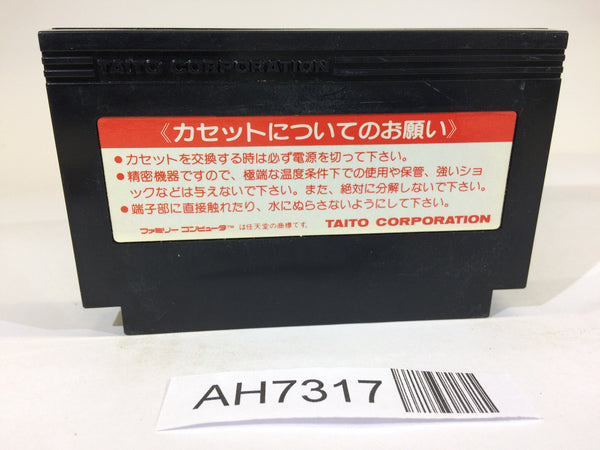 TAITO CORPORATION
《カセットについてのお願い》
●カセットを交換する時は必ず電源を切って下さい。
●精密機器ですので、極端な温度条件下での使用や保管、強いショ
ックなどは与えないで下さい。また、絶対に分解しないで下さい。
●端子部に直接触れたり、水にぬらさないようにして下さい。
ファミリー コンピュータ™ は任天堂の商標です。 TAITO CORPORATION
AH7317